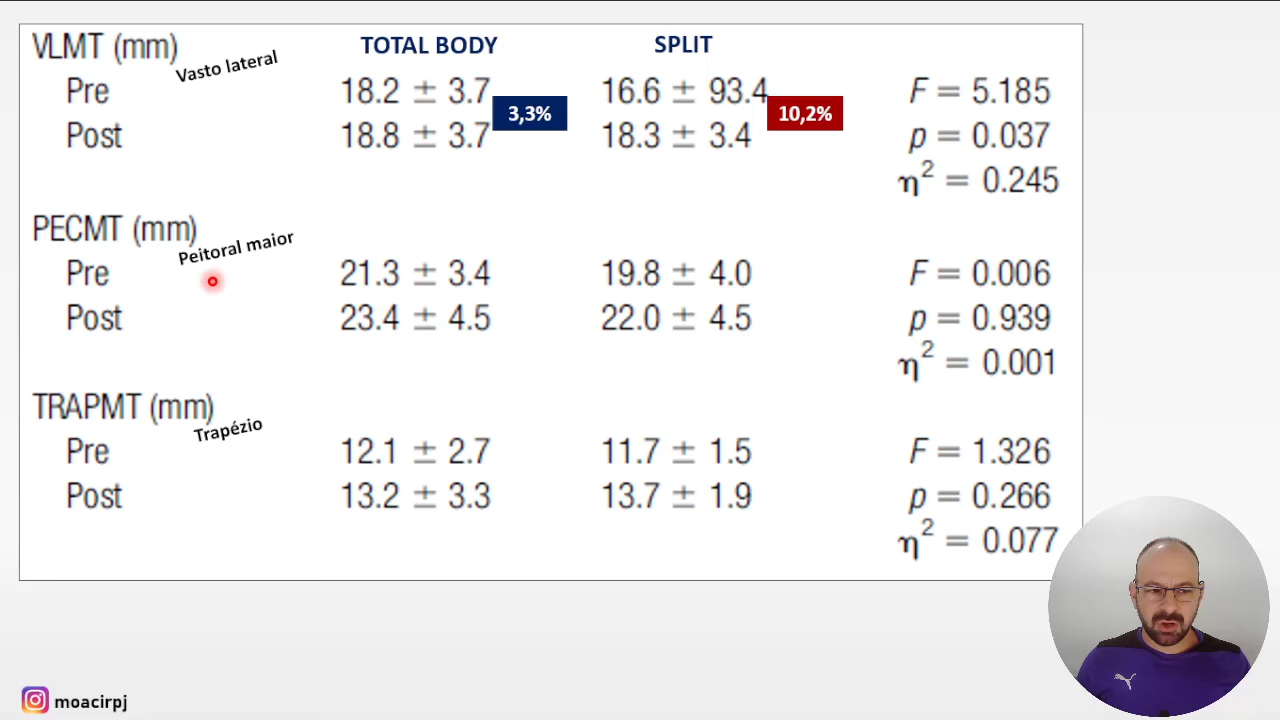 VLMT (mm) TOTAL BODY SPLIT
Vasto lateral
Pre 18.2 ± 3.7 16.6 ± 93.4 F = 5.185
3,3% 10,2%
Post 18.8 ± 3.7 18.3 ± 3.4 p = 0.037
η² = 0.245
PECMT (mm)
Peitoral maior
Pre 21.3 ± 3.4 19.8 ± 4.0 F = 0.006
Post 23.4 ± 4.5 22.0 ± 4.5 p = 0.939
η² = 0.001
TRAPMT (mm)
Trapézio
Pre 12.1 ± 2.7 11.7 ± 1.5 F = 1.326
Post 13.2 ± 3.3 13.7 ± 1.9 p = 0.266
η² = 0.077
moacirpj